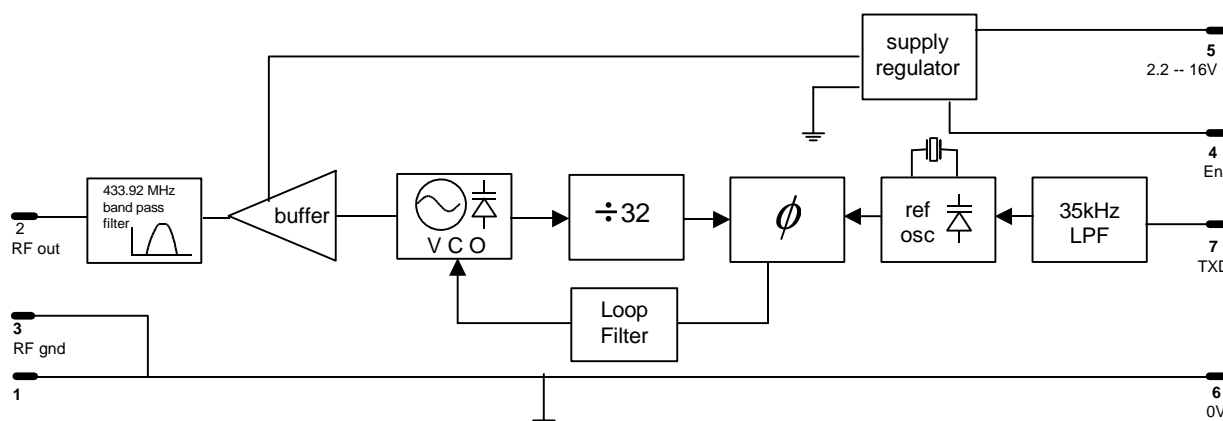 supply
regulator
5
2.2 -- 16V
4
En
433.92 MHz
band pass
filter
buffer
V C O
÷32
ϕ
ref
osc
35kHz
LPF
2
RF out
7
TXD
Loop
Filter
3
RF gnd
1
6
0V